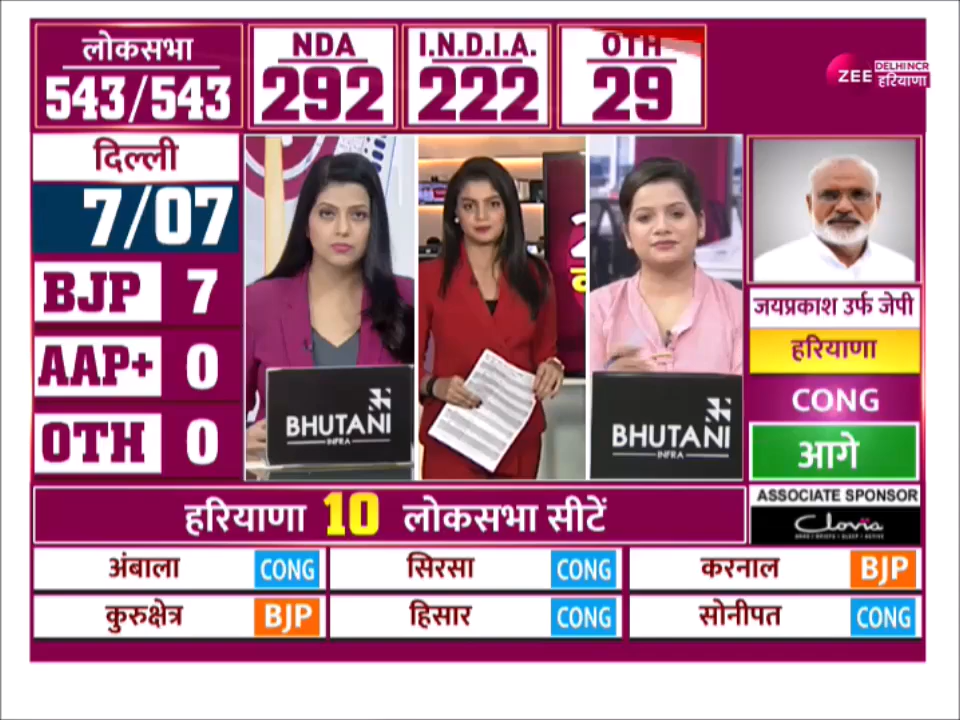 लोकसभा
543/543
NDA
292
I.N.D.I.A.
222
OTH
29
ZEE DELHI NCR
हरियाणा
दिल्ली
7/07
BJP 7
AAP+ 0
OTH 0
BHUTANI
INFRA
BHUTANI
INFRA
जयप्रकाश उर्फ जेपी
हरियाणा
CONG
आगे
हरियाणा 10 लोकसभा सीटें
ASSOCIATE SPONSOR
Clovia
अंबाला CONG सिरसा CONG करनाल BJP
कुरुक्षेत्र BJP हिसार CONG सोनीपत CONG